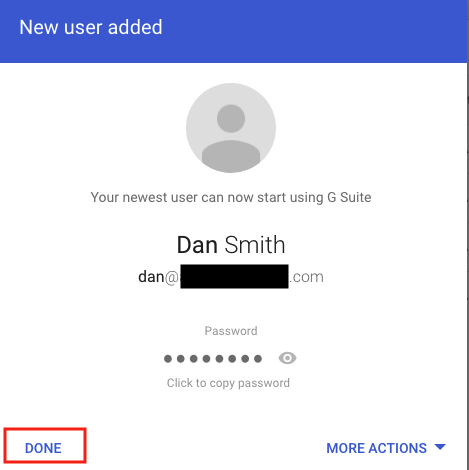 New user added
Your newest user can now start using G Suite
Dan Smith
dan@ .com
Password
Click to copy password
DONE
MORE ACTIONS